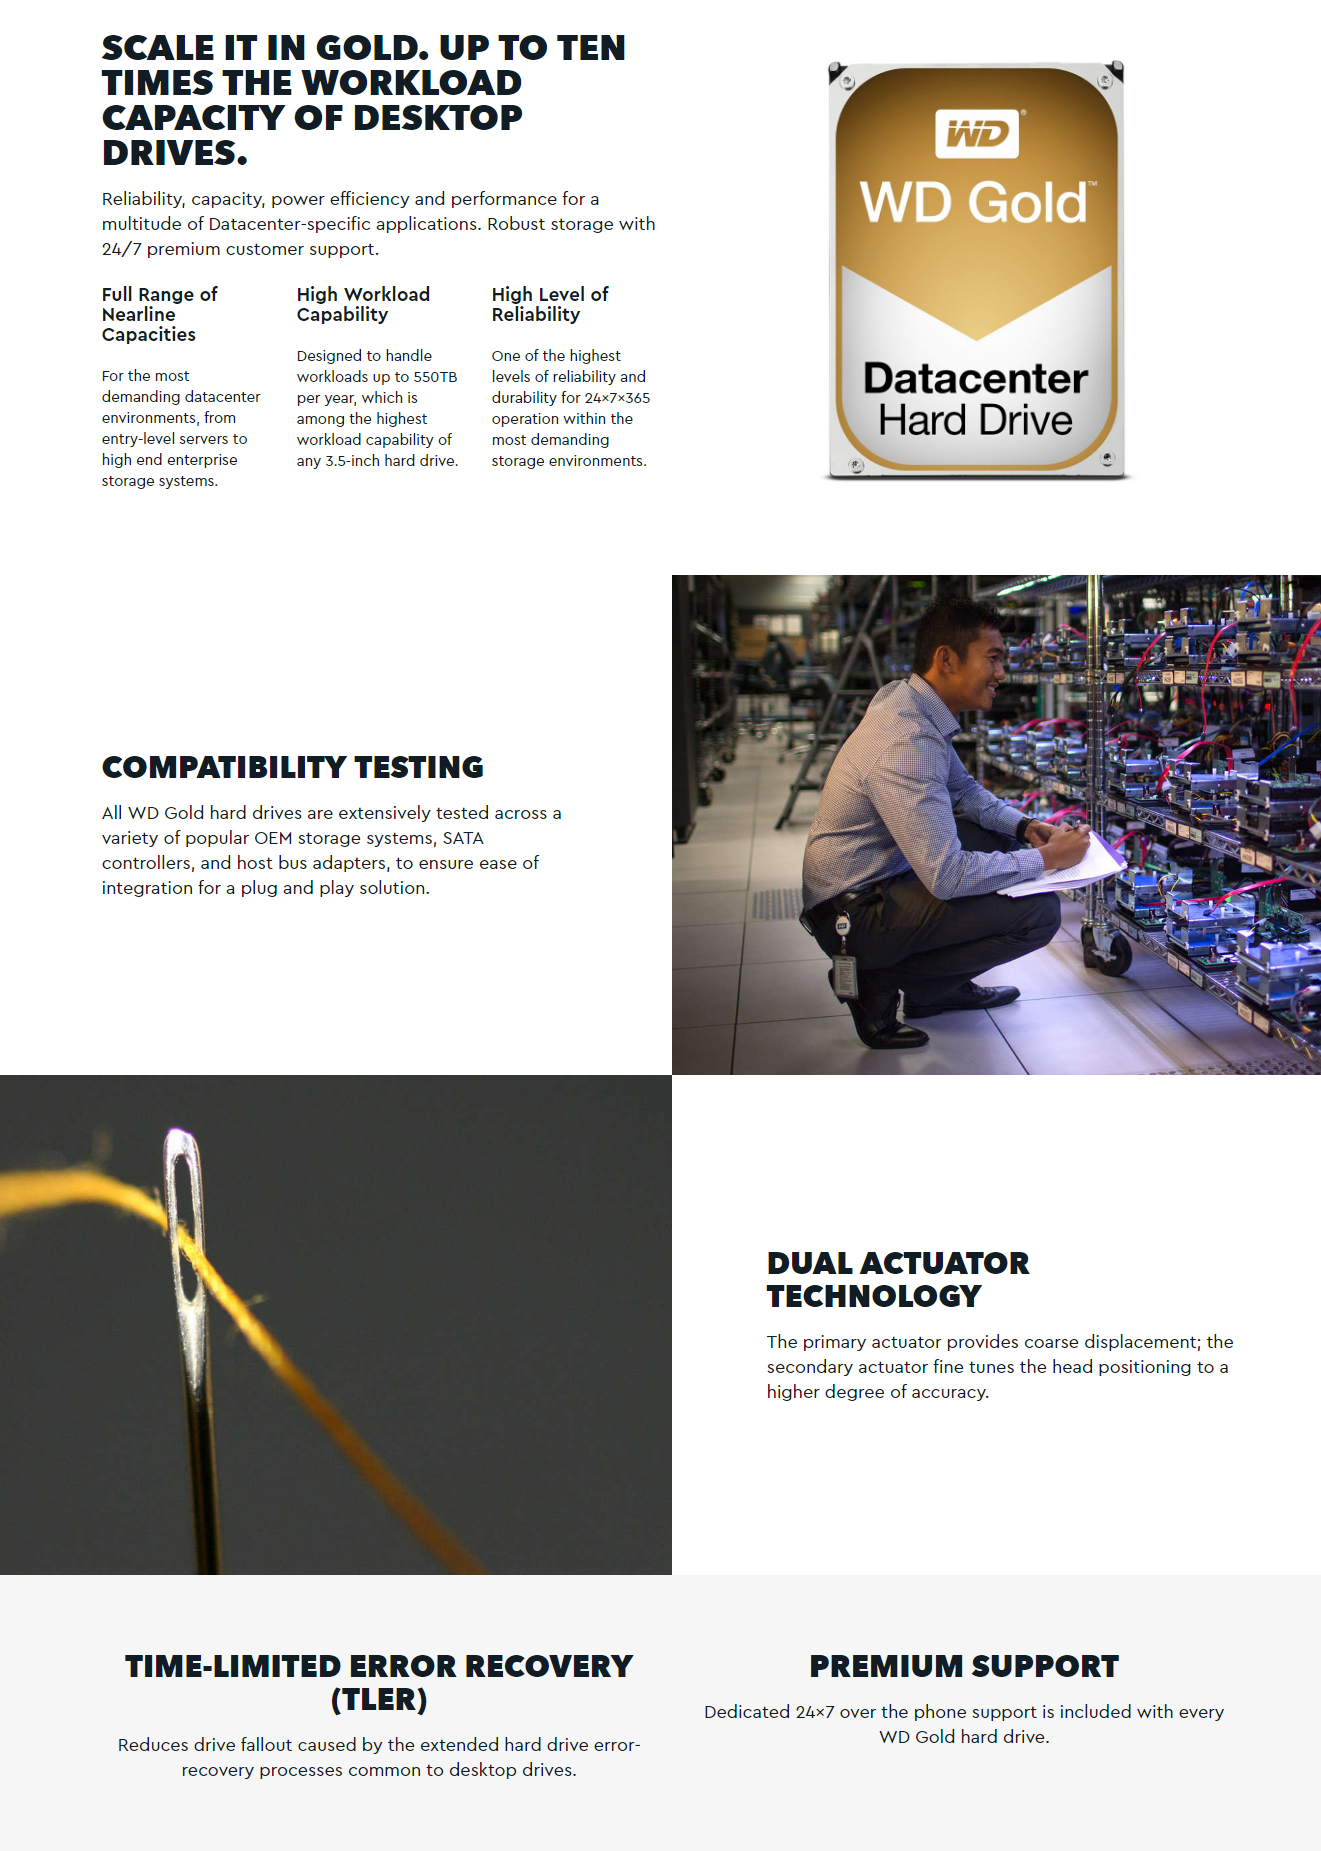 SCALE IT IN GOLD. UP TO TEN
TIMES THE WORKLOAD
CAPACITY OF DESKTOP
DRIVES.
Reliability, capacity, power efficiency and performance for a
multitude of Datacenter-specific applications. Robust storage with
24/7 premium customer support.
Full Range of
Nearline
Capacities
For the most
demanding datacenter
environments, from
entry-level servers to
high end enterprise
storage systems.
High Workload
Capability
Designed to handle
workloads up to 550TB
per year, which is
among the highest
workload capability of
any 3.5-inch hard drive.
High Level of
Reliability
One of the highest
levels of reliability and
durability for 24×7×365
operation within the
most demanding
storage environments.
WD®
WD Gold™
Datacenter
Hard Drive
COMPATIBILITY TESTING
All WD Gold hard drives are extensively tested across a
variety of popular OEM storage systems, SATA
controllers, and host bus adapters, to ensure ease of
integration for a plug and play solution.
DUAL ACTUATOR
TECHNOLOGY
The primary actuator provides coarse displacement; the
secondary actuator fine tunes the head positioning to a
higher degree of accuracy.
TIME-LIMITED ERROR RECOVERY
(TLER)
Reduces drive fallout caused by the extended hard drive error-
recovery processes common to desktop drives.
PREMIUM SUPPORT
Dedicated 24×7 over the phone support is included with every
WD Gold hard drive.